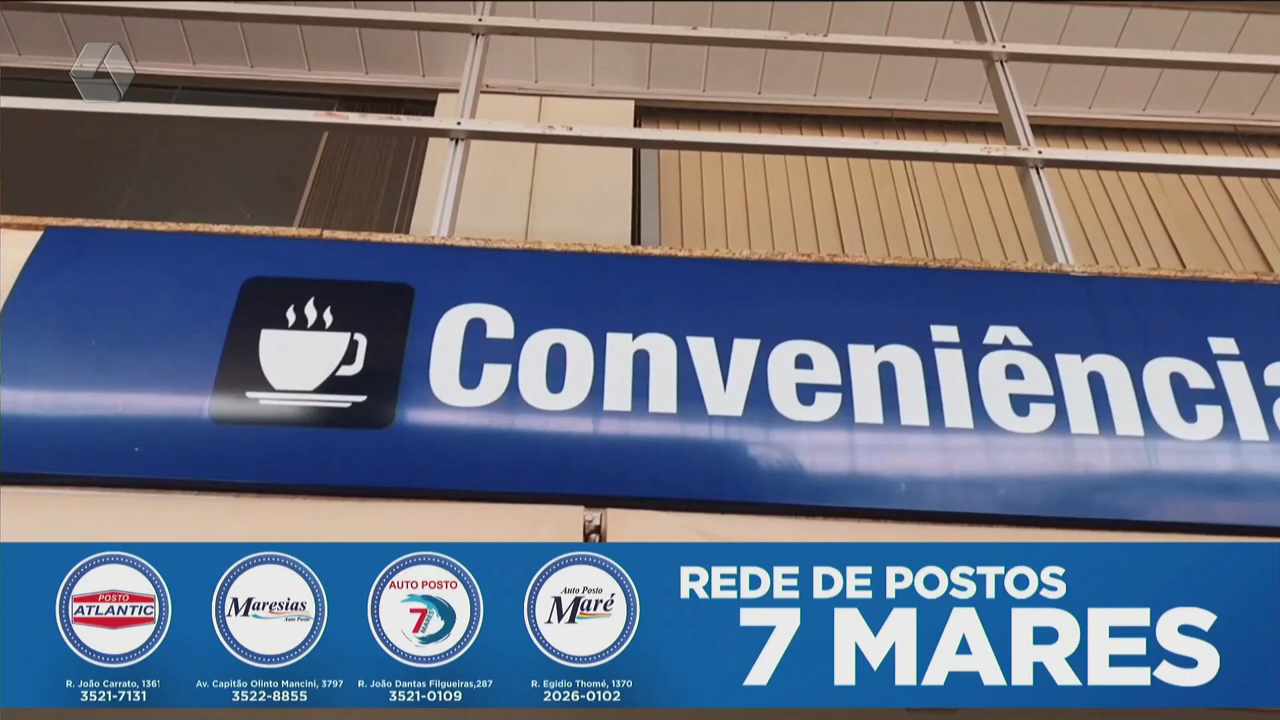 Conveniência
POSTO
ATLANTIC
R. João Carrato, 1361
3521-7131
Maresias
Auto Posto
Av. Capitão Olinto Mancini, 3797
3522-8855
AUTO POSTO
7
MARES
R. João Dantas Filgueiras,287
3521-0109
Auto Posto
Maré
R. Egidio Thomé, 1370
2026-0102
REDE DE POSTOS
7 MARES